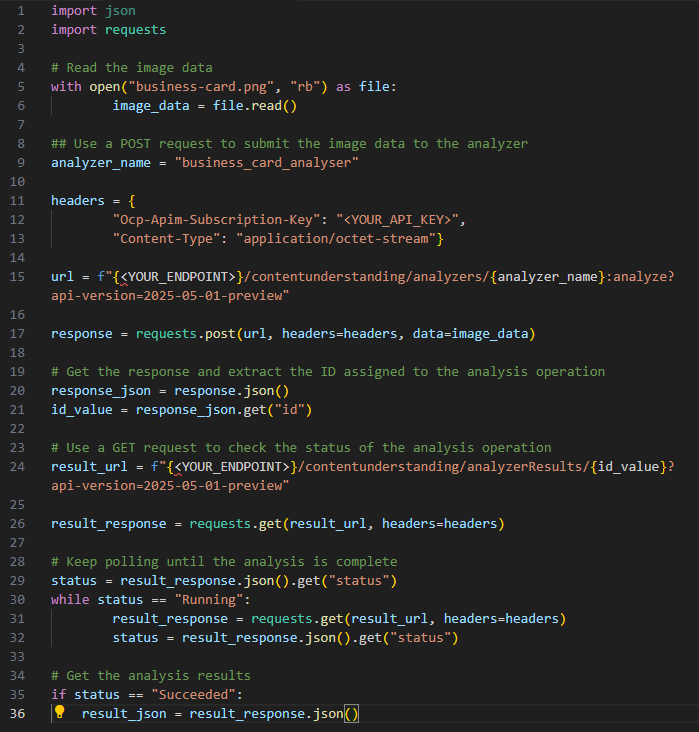 1 import json
2 import requests
3
4 # Read the image data
5 with open("business-card.png", "rb") as file:
6         image_data = file.read()
7
8 ## Use a POST request to submit the image data to the analyzer
9 analyzer_name = "business_card_analyser"
10
11 headers = {
12         "Ocp-Apim-Subscription-Key": "<YOUR_API_KEY>",
13         "Content-Type": "application/octet-stream"}
14
15 url = f"{<YOUR_ENDPOINT>}/contentunderstanding/analyzers/{analyzer_name}:analyze?
api-version=2025-05-01-preview"
16
17 response = requests.post(url, headers=headers, data=image_data)
18
19 # Get the response and extract the ID assigned to the analysis operation
20 response_json = response.json()
21 id_value = response_json.get("id")
22
23 # Use a GET request to check the status of the analysis operation
24 result_url = f"{<YOUR_ENDPOINT>}/contentunderstanding/analyzerResults/{id_value}?
api-version=2025-05-01-preview"
25
26 result_response = requests.get(result_url, headers=headers)
27
28 # Keep polling until the analysis is complete
29 status = result_response.json().get("status")
30 while status == "Running":
31         result_response = requests.get(result_url, headers=headers)
32         status = result_response.json().get("status")
33
34 # Get the analysis results
35 if status == "Succeeded":
36     result_json = result_response.json()